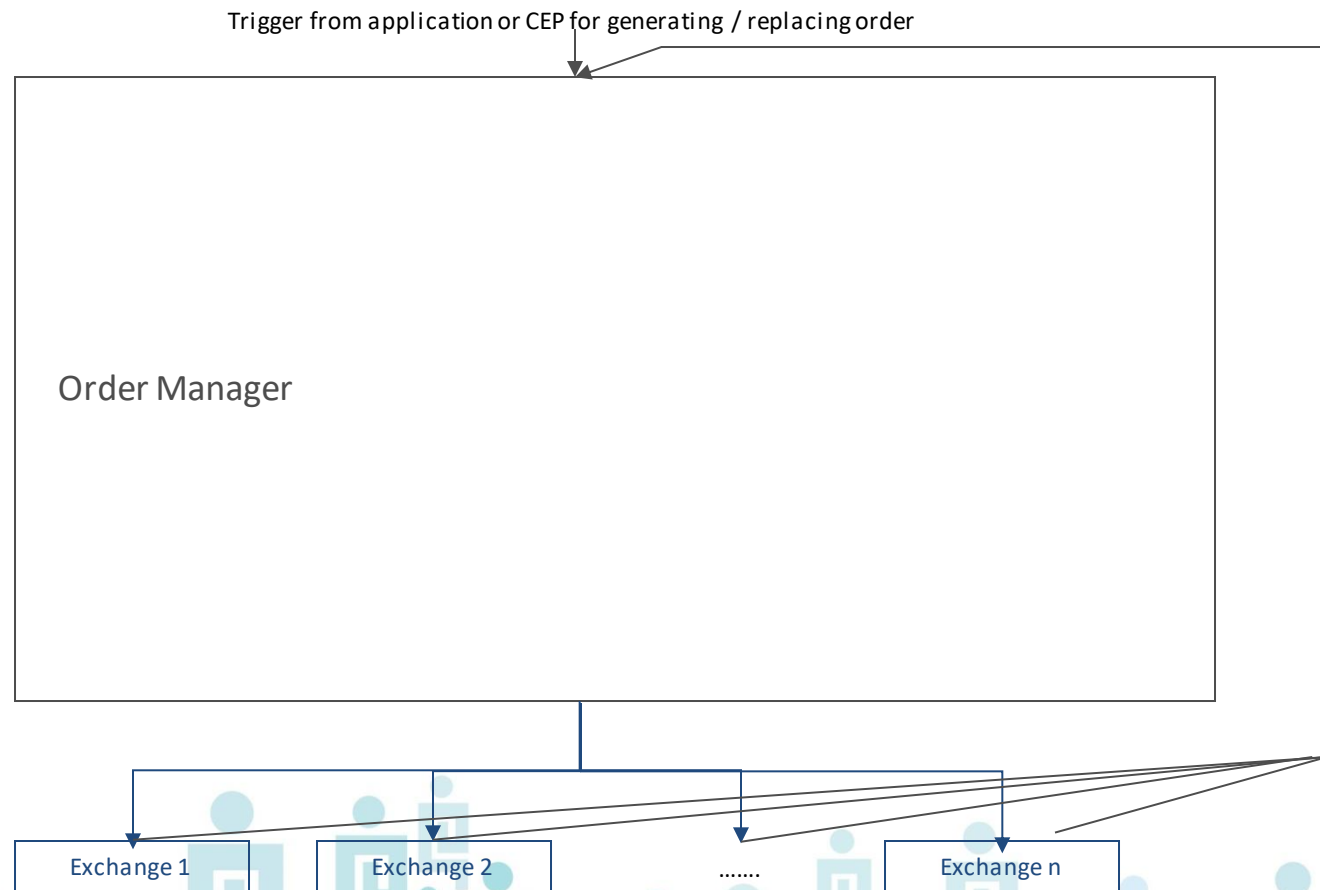 Trigger from application or CEP for generating / replacing order
Order Manager
Exchange 1
Exchange 2
.......
Exchange n